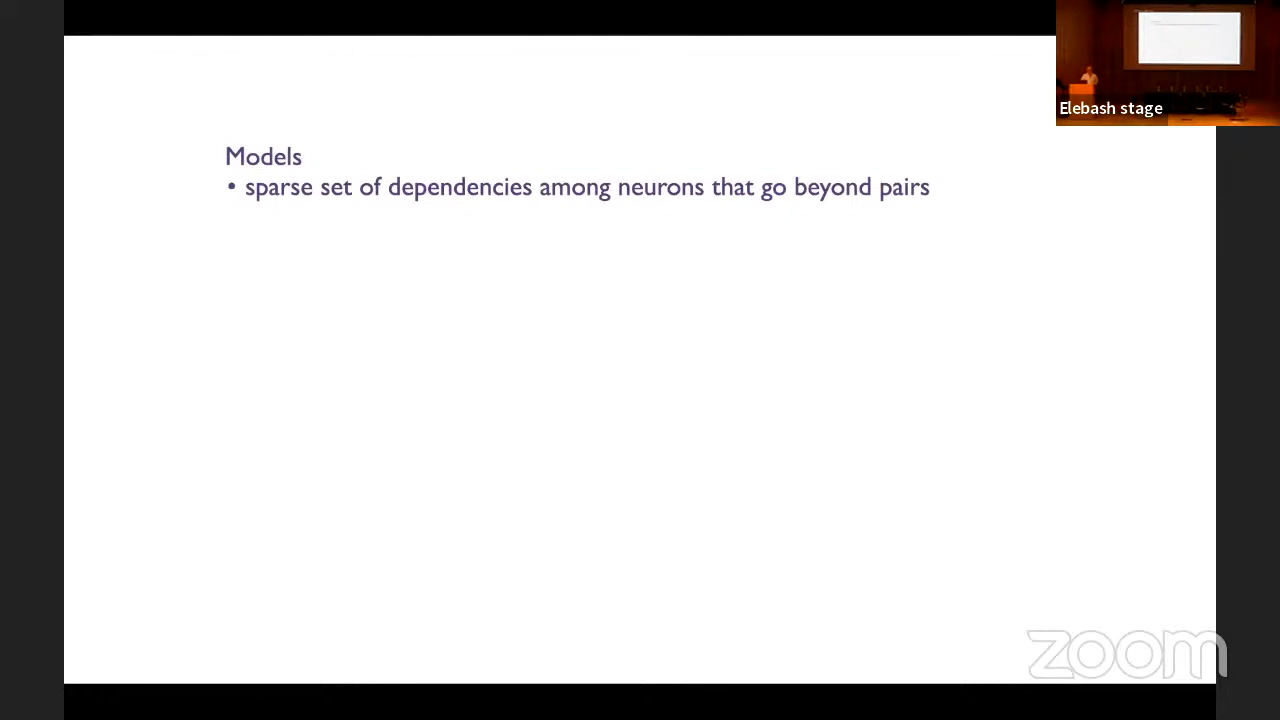 Elebash stage
Models
• sparse set of dependencies among neurons that go beyond pairs
zoom